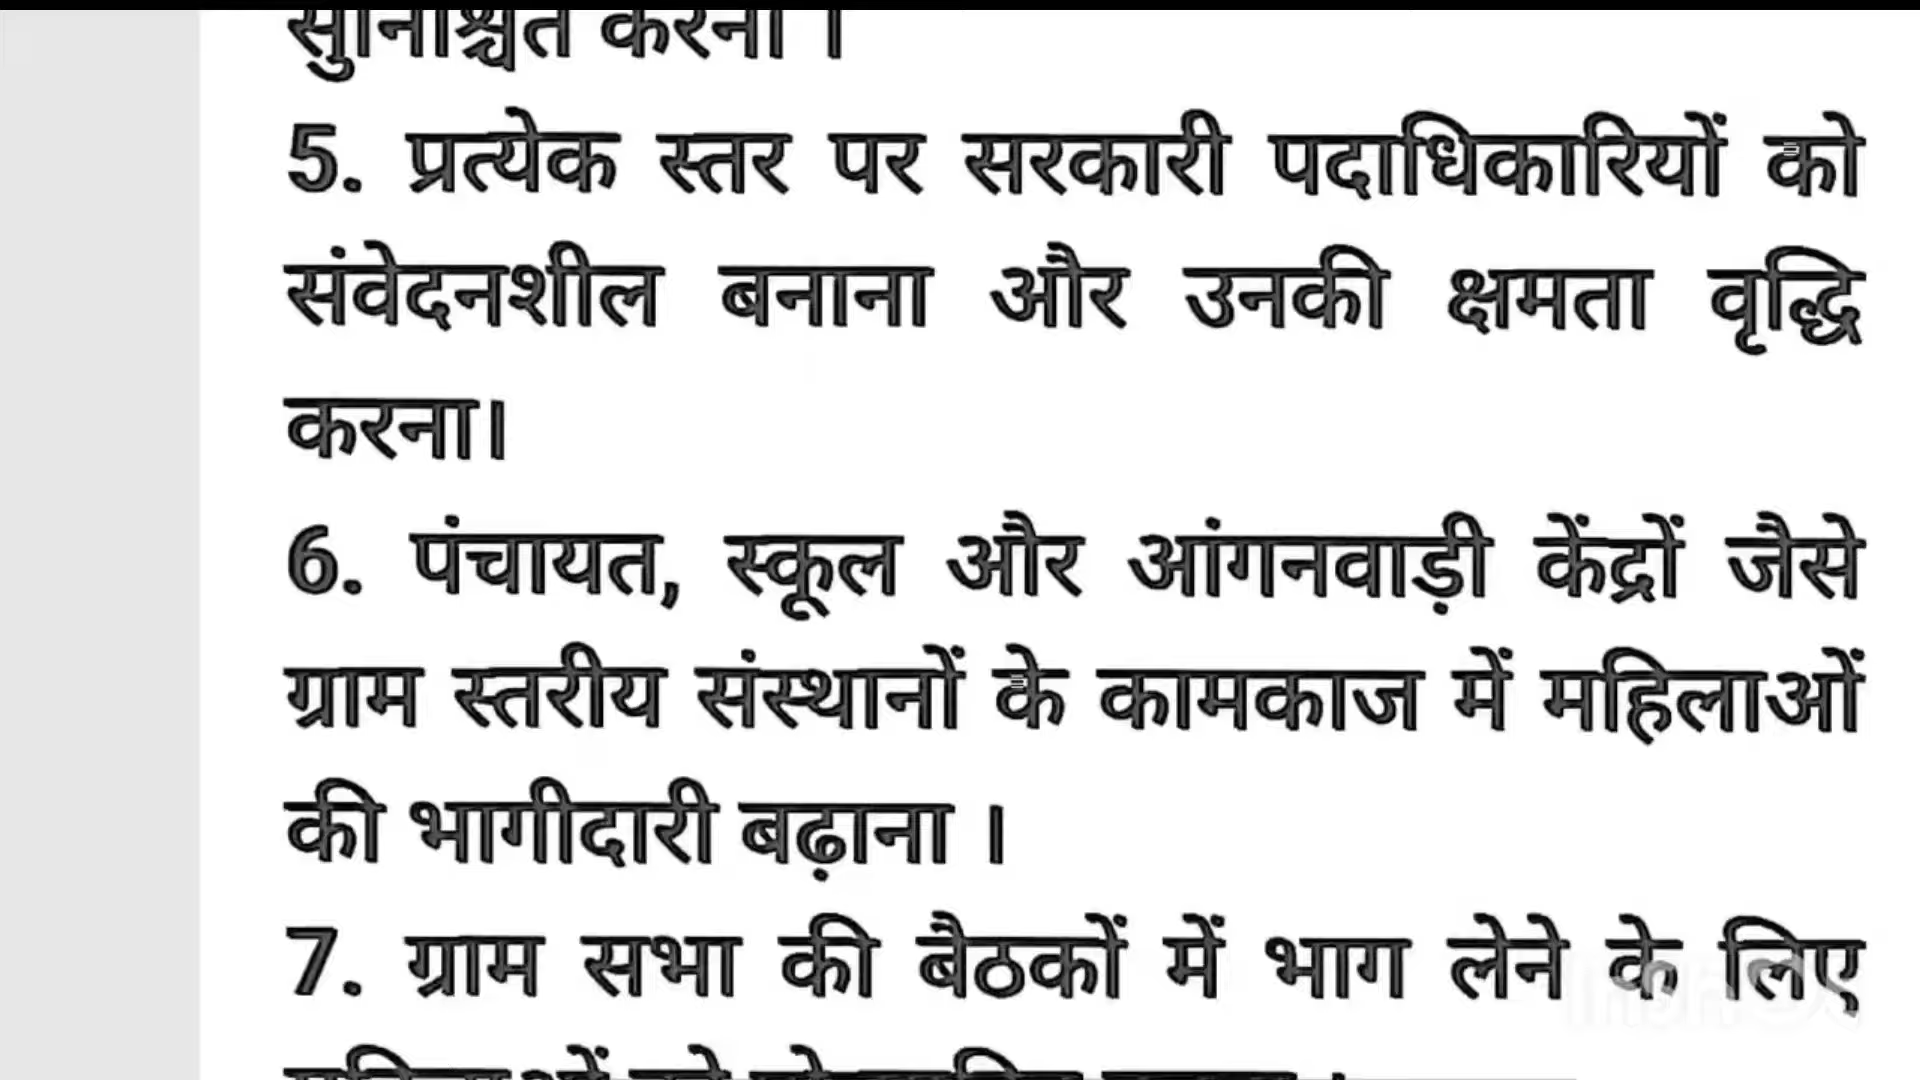 सुनिश्चित करना ।
5. प्रत्येक स्तर पर सरकारी पदाधिकारियों को
संवेदनशील बनाना और उनकी क्षमता वृद्धि
करना।
6. पंचायत, स्कूल और आंगनवाड़ी केंद्रों जैसे
ग्राम स्तरीय संस्थानों के कामकाज में महिलाओं
की भागीदारी बढ़ाना ।
7. ग्राम सभा की बैठकों में भाग लेने के लिए